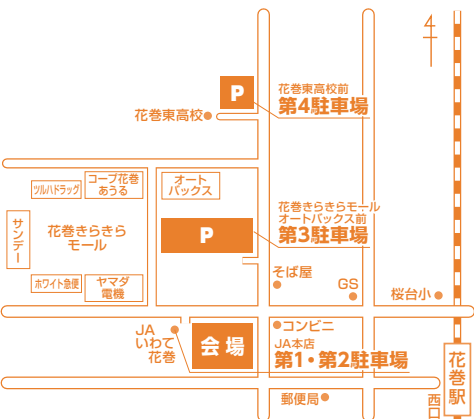 P
花巻東高校前
第4駐車場
花巻東高校
ツルハドラッグ
コープ花巻
あうる
オート
バックス
サンデー
花巻きらきら
モール
P
花巻きらきらモール
オートバックス前
第3駐車場
ホワイト急便
ヤマダ
電機
そば屋
GS
桜台小
JA
いわて
花巻
会場
コンビニ
JA本店
第1・第2駐車場
花巻駅
西口
郵便局